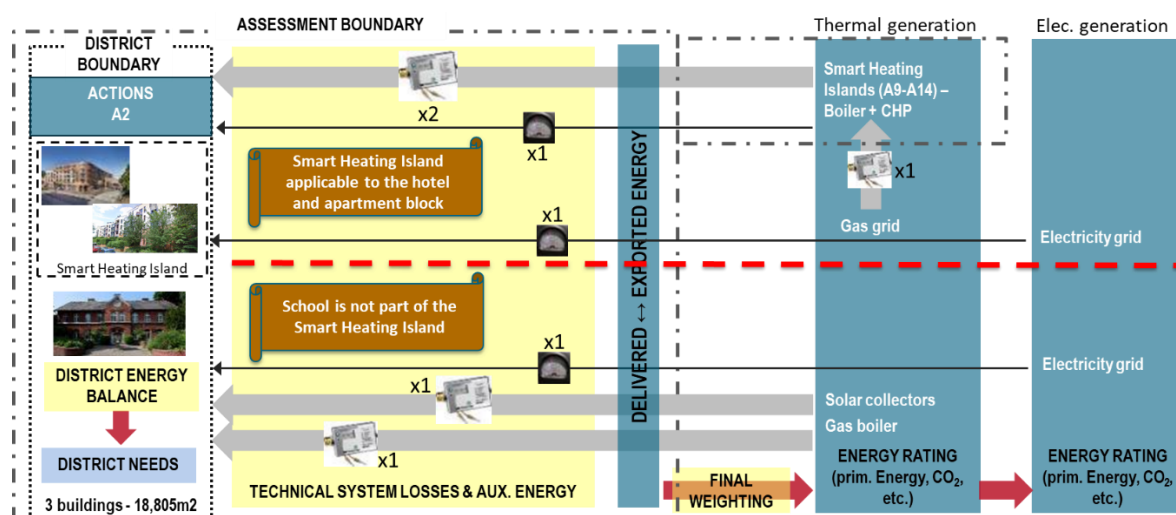 ASSESSMENT BOUNDARY
Thermal generation
Elec. generation
DISTRICT
BOUNDARY
ACTIONS
A2
x2
x1
Smart Heating
Islands (A9-A14) –
Boiler + CHP
x1
Gas grid
Smart Heating Island
applicable to the hotel
and apartment block
x1
Electricity grid
Smart Heating Island
School is not part of the
Smart Heating Island
DELIVERED ↔ EXPORTED ENERGY
x1
Electricity grid
DISTRICT ENERGY
BALANCE
x1
Solar collectors
Gas boiler
x1
DISTRICT NEEDS
3 buildings - 18,805m2
TECHNICAL SYSTEM LOSSES & AUX. ENERGY
FINAL
WEIGHTING
ENERGY RATING
(prim. Energy, CO₂,
etc.)
ENERGY RATING
(prim. Energy, CO₂,
etc.)